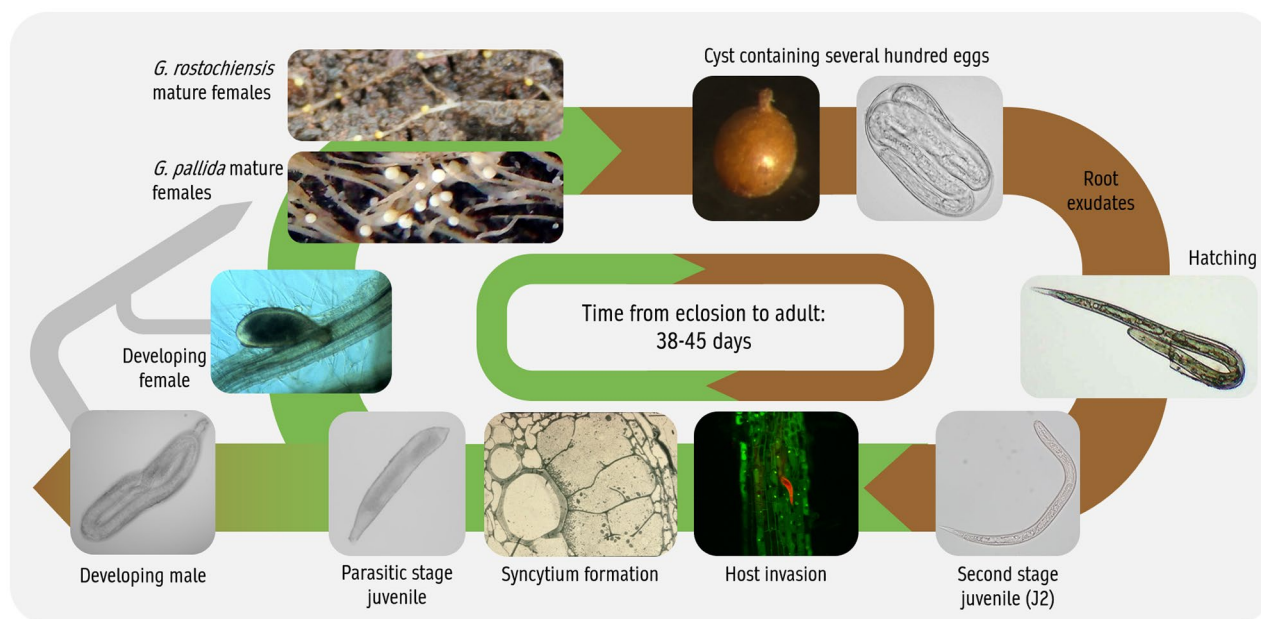 G. rostochiensis
mature females
G. pallida mature
females
Cyst containing several hundred eggs
Root
exudates
Hatching
Time from eclosion to adult:
38-45 days
Developing
female
Developing male
Parasitic stage
juvenile
Syncytium formation
Host invasion
Second stage
juvenile (J2)